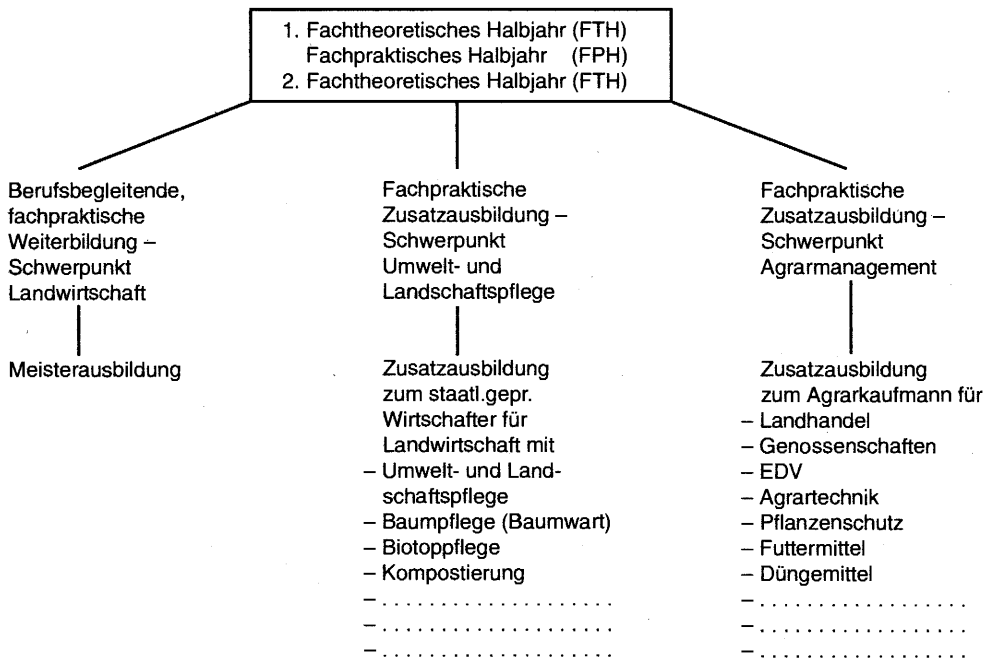 1. Fachtheoretisches Halbjahr (FTH)
Fachpraktisches Halbjahr (FPH)
2. Fachtheoretisches Halbjahr (FTH)
Berufsbegleitende,
fachpraktische
Weiterbildung –
Schwerpunkt
Landwirtschaft
Meisterausbildung
Fachpraktische
Zusatzausbildung –
Schwerpunkt
Umwelt- und
Landschaftspflege
Zusatzausbildung
zum staatl.gepr.
Wirtschafter für
Landwirtschaft mit
– Umwelt- und Land-
schaftspflege
– Baumpflege (Baumwart)
– Biotoppflege
– Kompostierung
– . . . . . . . . . . . . . . . . . . .
– . . . . . . . . . . . . . . . . . . .
– . . . . . . . . . . . . . . . . . . .
Fachpraktische
Zusatzausbildung –
Schwerpunkt
Agrarmanagement
Zusatzausbildung
zum Agrarkaufmann für
– Landhandel
– Genossenschaften
– EDV
– Agrartechnik
– Pflanzenschutz
– Futtermittel
– Düngemittel
– . . . . . . . . . . . . . . . . .
– . . . . . . . . . . . . . . . . .
– . . . . . . . . . . . . . . . . .